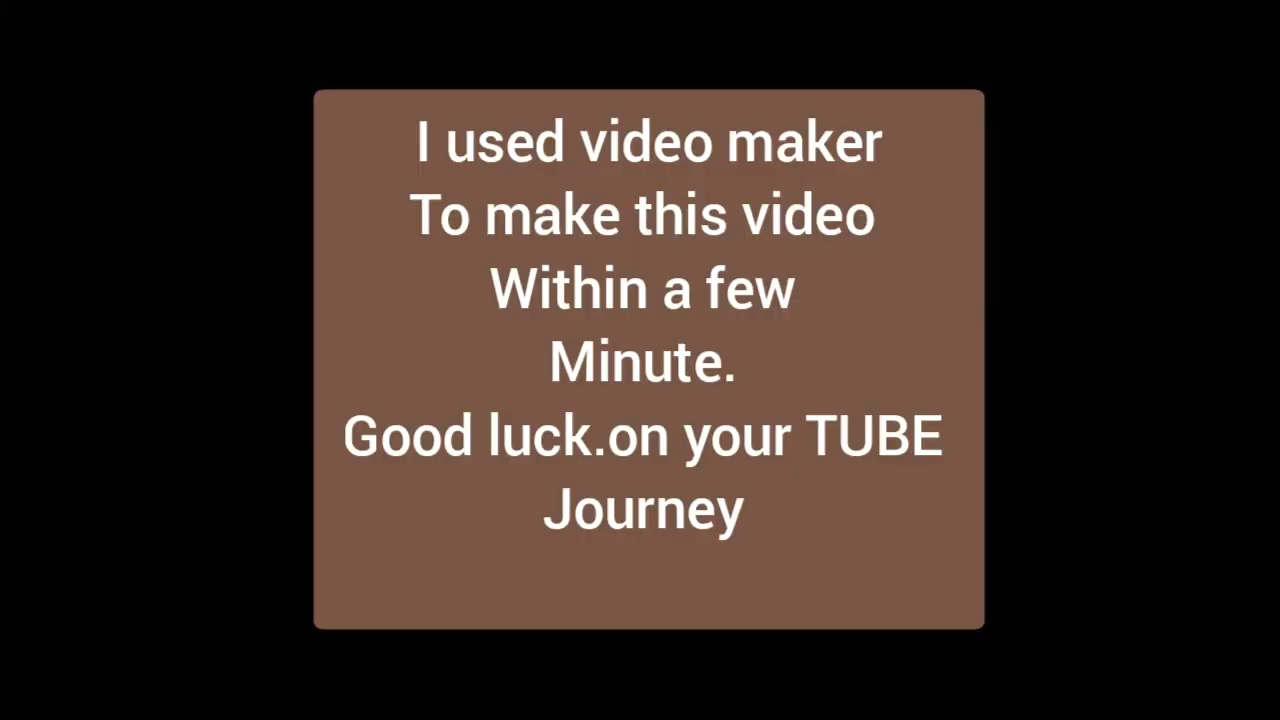 I used video maker
To make this video
Within a few
Minute.
Good luck.on your TUBE
Journey